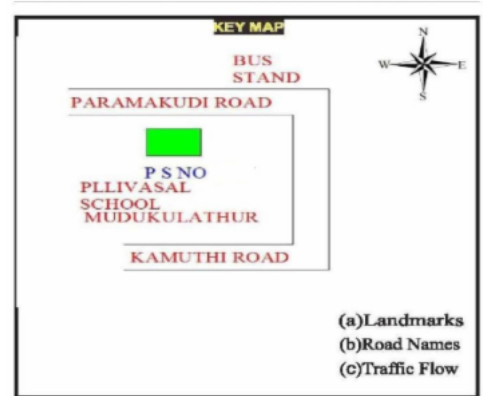 KEY MAP
N
BUS
STAND
W
E
S
PARAMAKUDI ROAD
P S NO
PLLIVASAL
SCHOOL
MUDUKULATHUR
KAMUTHI ROAD
(a)Landmarks
(b)Road Names
(c)Traffic Flow